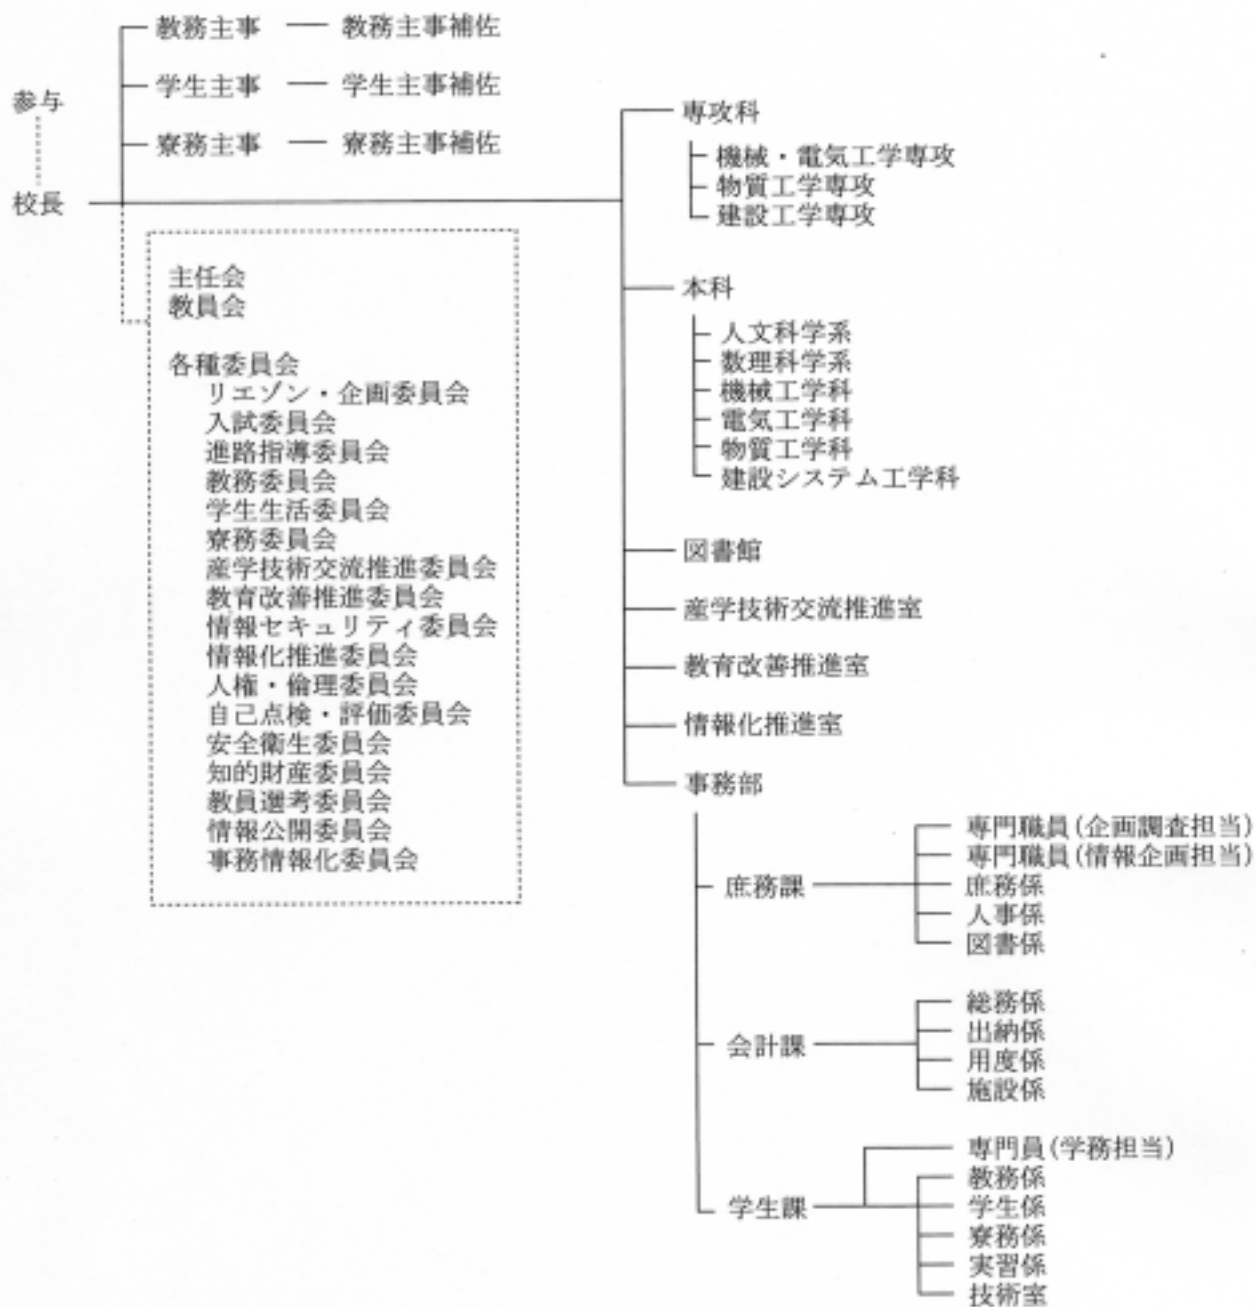 教務主事 教務主事補佐
学生主事 学生主事補佐
寮務主事 寮務主事補佐
参与
校長
主任会
教員会
各種委員会
リエゾン・企画委員会
入試委員会
進路指導委員会
教務委員会
学生生活委員会
寮務委員会
産学技術交流推進委員会
教育改善推進委員会
情報セキュリティ委員会
情報化推進委員会
人権・倫理委員会
自己点検・評価委員会
安全衛生委員会
知的財産委員会
教員選考委員会
情報公開委員会
事務情報化委員会
専攻科
機械・電気工学専攻
物質工学専攻
建設工学専攻
本科
人文科学系
数理科学系
機械工学科
電気工学科
物質工学科
建設システム工学科
図書館
産学技術交流推進室
教育改善推進室
情報化推進室
事務部
庶務課
専門職員(企画調査担当)
専門職員(情報企画担当)
庶務係
人事係
図書係
会計課
総務係
出納係
用度係
施設係
学生課
専門員(学務担当)
教務係
学生係
寮務係
実習係
技術室